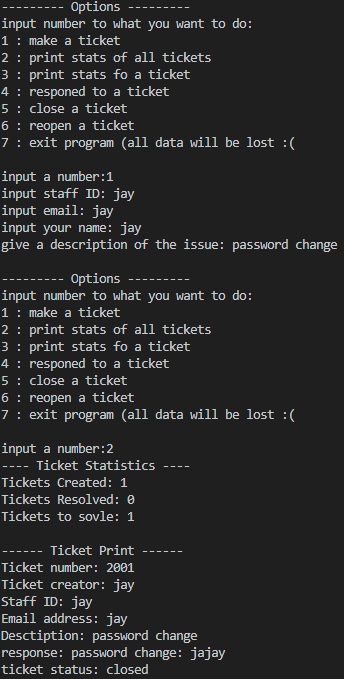 --------- Options ---------
input number to what you want to do:
1 : make a ticket
2 : print stats of all tickets
3 : print stats fo a ticket
4 : responed to a ticket
5 : close a ticket
6 : reopen a ticket
7 : exit program (all data will be lost :(
input a number:1
input staff ID: jay
input email: jay
input your name: jay
give a description of the issue: password change
--------- Options ---------
input number to what you want to do:
1 : make a ticket
2 : print stats of all tickets
3 : print stats fo a ticket
4 : responed to a ticket
5 : close a ticket
6 : reopen a ticket
7 : exit program (all data will be lost :(
input a number:2
---- Ticket Statistics ----
Tickets Created: 1
Tickets Resolved: 0
Tickets to sovle: 1
------ Ticket Print ------
Ticket number: 2001
Ticket creator: jay
Staff ID: jay
Email address: jay
Desctiption: password change
response: password change: jajay
ticket status: closed